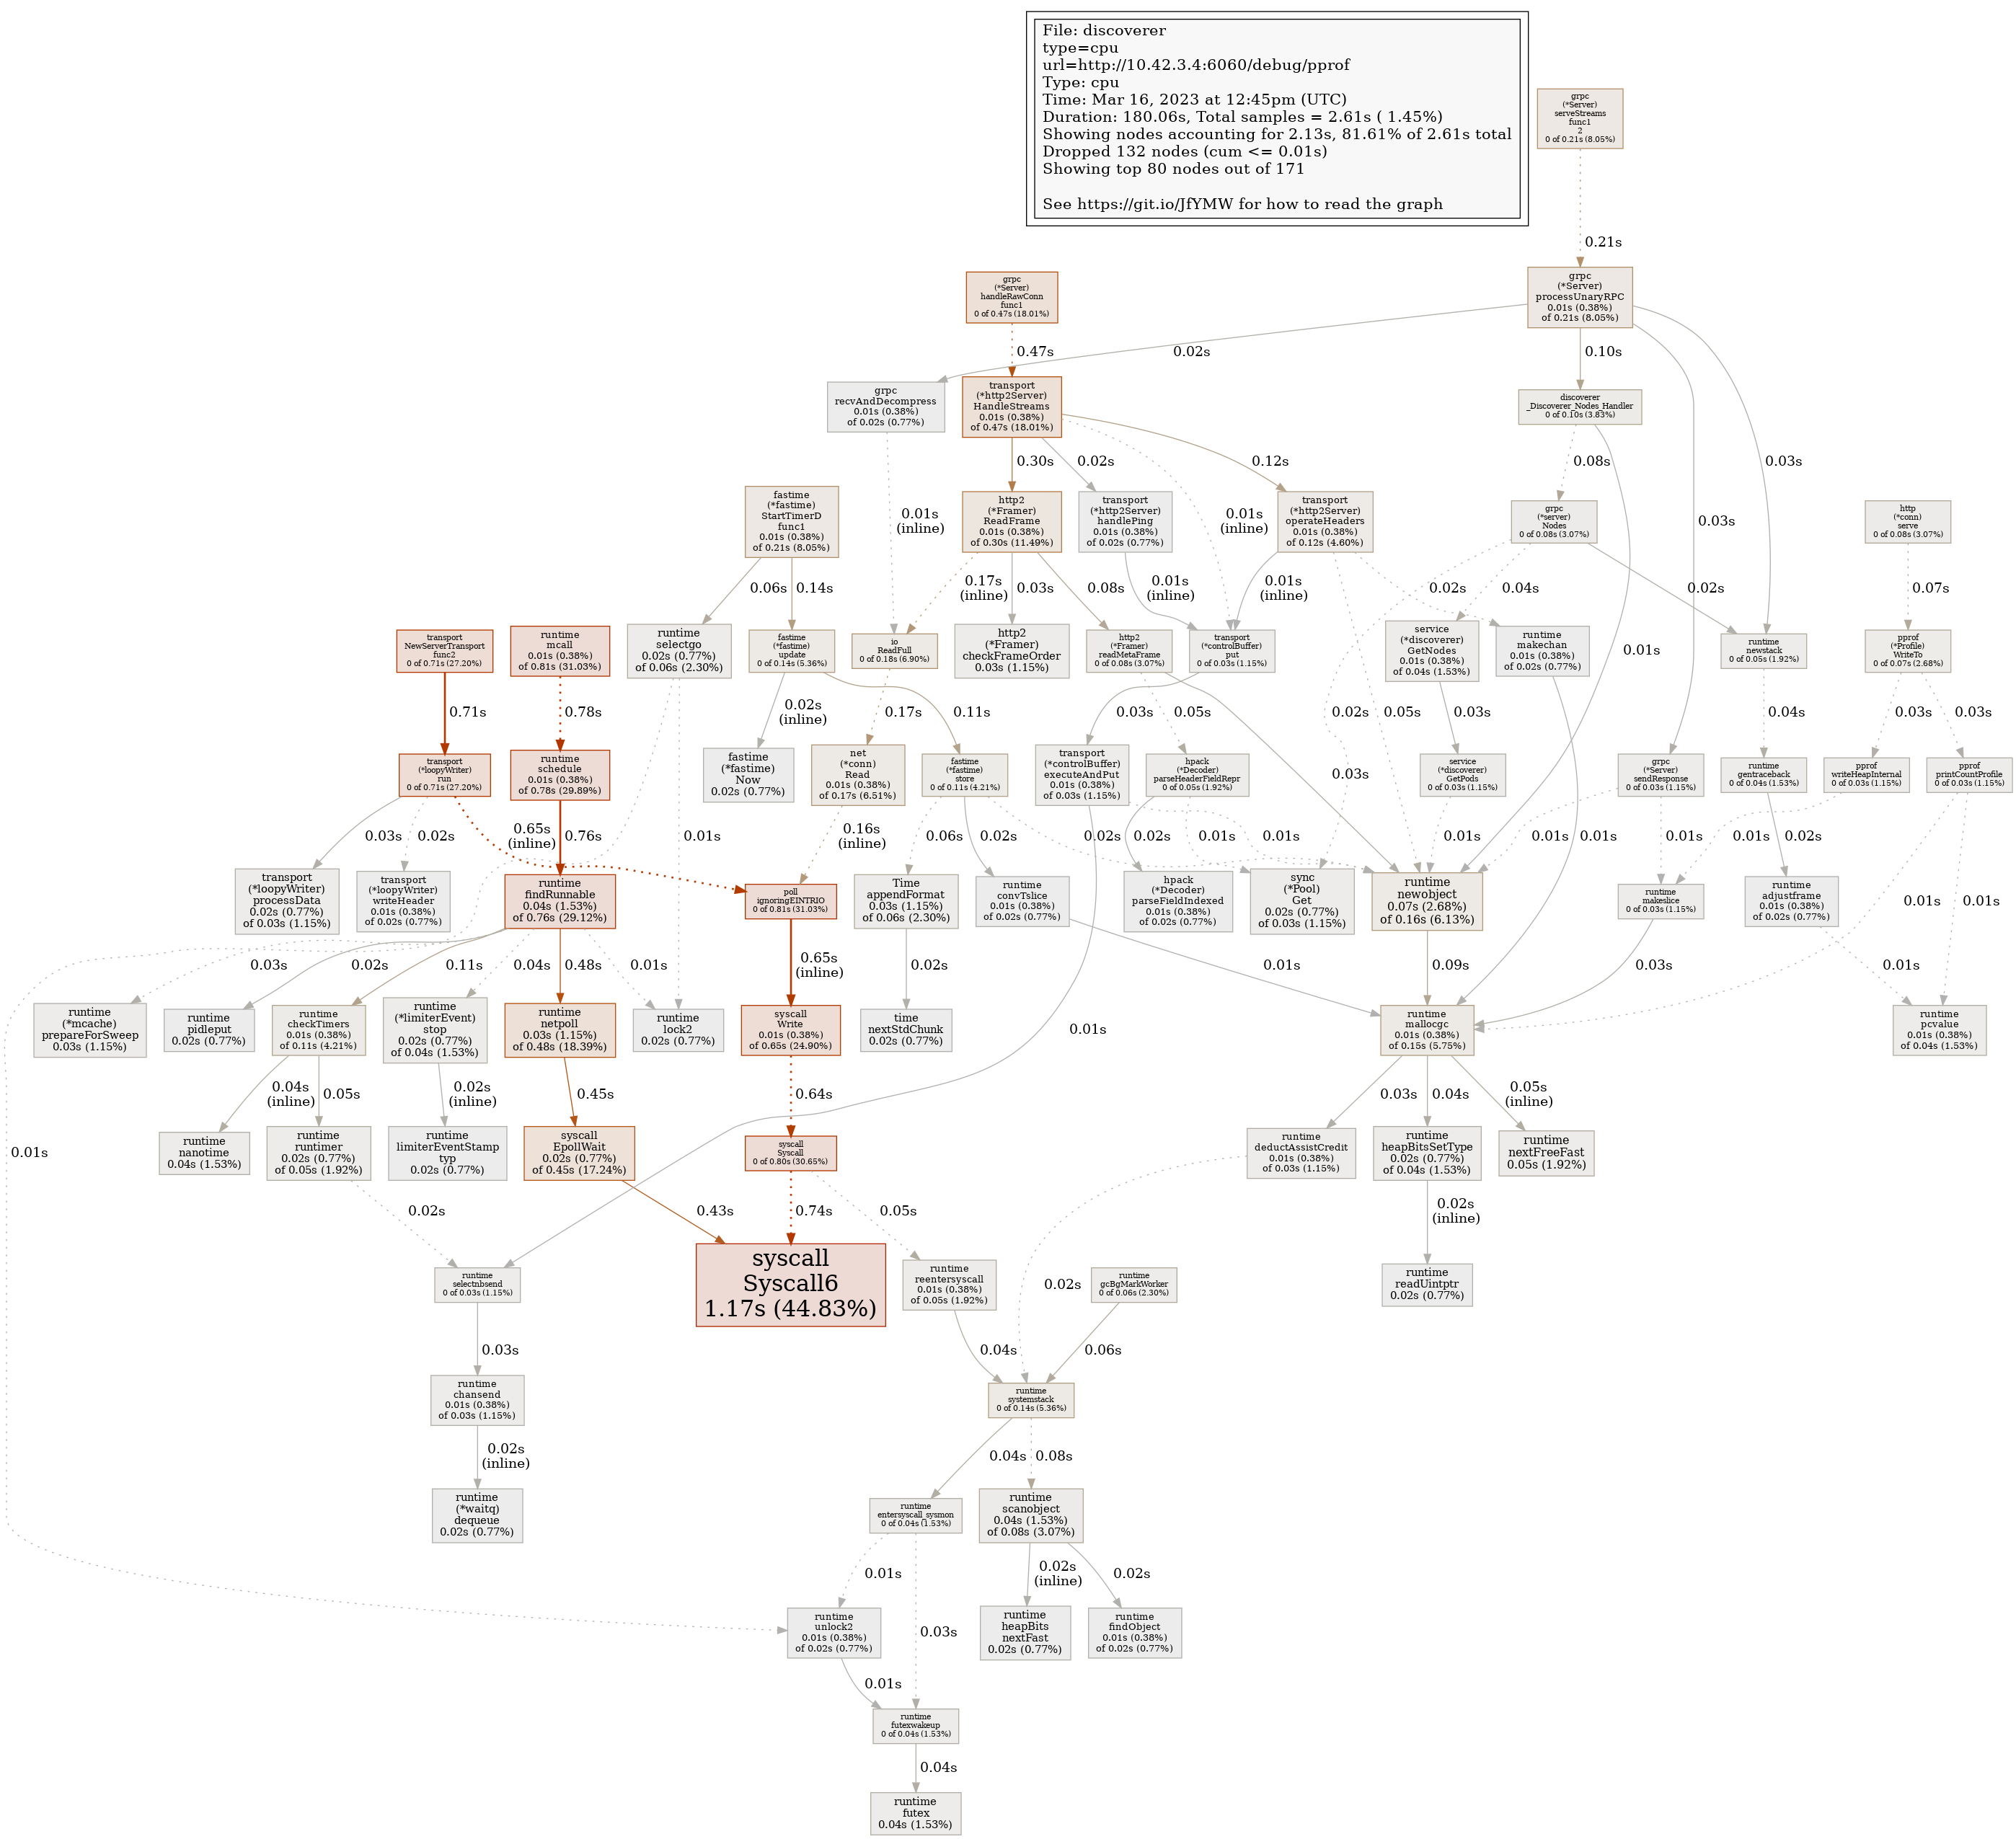 File: discoverer
type=cpu
url=http://10.42.3.4:6060/debug/pprof
Type: cpu
Time: Mar 16, 2023 at 12:45pm (UTC)
Duration: 180.06s, Total samples = 2.61s ( 1.45%)
Showing nodes accounting for 2.13s, 81.61% of 2.61s total
Dropped 132 nodes (cum <= 0.01s)
Showing top 80 nodes out of 171
See https://git.io/JfYMW for how to read the graph
grpc
(*Server)
serveStreams
func1
2
0 of 0.21s (8.05%)
0.21s
grpc
(*Server)
handleRawConn
func1
0 of 0.47s (18.01%)
grpc
(*Server)
processUnaryRPC
0.01s (0.38%)
of 0.21s (8.05%)
0.47s
0.02s
0.10s
0.03s
0.03s
grpc
recvAndDecompress
0.01s (0.38%)
of 0.02s (0.77%)
transport
(*http2Server)
HandleStreams
0.01s (0.38%)
of 0.47s (18.01%)
discoverer
_Discoverer_Nodes_Handler
0 of 0.10s (3.83%)
0.01s
(inline)
0.30s
0.02s
0.01s
(inline)
0.12s
0.08s
0.01s
fastime
(*fastime)
StartTimerD
func1
0.01s (0.38%)
of 0.21s (8.05%)
http2
(*Framer)
ReadFrame
0.01s (0.38%)
of 0.30s (11.49%)
transport
(*http2Server)
handlePing
0.01s (0.38%)
of 0.02s (0.77%)
transport
(*http2Server)
operateHeaders
0.01s (0.38%)
of 0.12s (4.60%)
grpc
(*server)
Nodes
0 of 0.08s (3.07%)
http
(*conn)
serve
0 of 0.08s (3.07%)
0.06s
0.14s
0.17s
(inline)
0.03s
0.08s
0.01s
(inline)
0.01s
(inline)
0.05s
0.02s
0.02s
0.04s
0.02s
0.07s
transport
NewServerTransport
func2
0 of 0.71s (27.20%)
runtime
mcall
0.01s (0.38%)
of 0.81s (31.03%)
runtime
selectgo
0.02s (0.77%)
of 0.06s (2.30%)
fastime
(*fastime)
update
0 of 0.14s (5.36%)
io
ReadFull
0 of 0.18s (6.90%)
http2
(*Framer)
checkFrameOrder
0.03s (1.15%)
http2
(*Framer)
readMetaFrame
0 of 0.08s (3.07%)
transport
(*controlBuffer)
put
0 of 0.03s (1.15%)
service
(*discoverer)
GetNodes
0.01s (0.38%)
of 0.04s (1.53%)
runtime
makechan
0.01s (0.38%)
of 0.02s (0.77%)
runtime
newstack
0 of 0.05s (1.92%)
pprof
(*Profile)
WriteTo
0 of 0.07s (2.68%)
0.71s
0.78s
0.01s
0.01s
0.02s
(inline)
0.11s
0.17s
0.05s
0.03s
0.03s
0.03s
0.01s
0.04s
0.03s
0.03s
transport
(*loopyWriter)
run
0 of 0.71s (27.20%)
runtime
schedule
0.01s (0.38%)
of 0.78s (29.89%)
fastime
(*fastime)
Now
0.02s (0.77%)
net
(*conn)
Read
0.01s (0.38%)
of 0.17s (6.51%)
fastime
(*fastime)
store
0 of 0.11s (4.21%)
transport
(*controlBuffer)
executeAndPut
0.01s (0.38%)
of 0.03s (1.15%)
hpack
(*Decoder)
parseHeaderFieldRepr
0 of 0.05s (1.92%)
service
(*discoverer)
GetPods
0 of 0.03s (1.15%)
grpc
(*Server)
sendResponse
0 of 0.03s (1.15%)
runtime
gentraceback
0 of 0.04s (1.53%)
pprof
writeHeapInternal
0 of 0.03s (1.15%)
pprof
printCountProfile
0 of 0.03s (1.15%)
0.03s
0.02s
0.65s
(inline)
0.76s
0.16s
(inline)
0.06s
0.02s
0.02s
0.01s
0.01s
0.02s
0.01s
0.01s
0.01s
0.01s
0.01s
0.02s
0.01s
0.01s
transport
(*loopyWriter)
processData
0.02s (0.77%)
of 0.03s (1.15%)
transport
(*loopyWriter)
writeHeader
0.01s (0.38%)
of 0.02s (0.77%)
runtime
findRunnable
0.04s (1.53%)
of 0.76s (29.12%)
poll
ignoringEINTRIO
0 of 0.81s (31.03%)
Time
appendFormat
0.03s (1.15%)
of 0.06s (2.30%)
runtime
convTslice
0.01s (0.38%)
of 0.02s (0.77%)
hpack
(*Decoder)
parseFieldIndexed
0.01s (0.38%)
of 0.02s (0.77%)
sync
(*Pool)
Get
0.02s (0.77%)
of 0.03s (1.15%)
runtime
newobject
0.07s (2.68%)
of 0.16s (6.13%)
runtime
makeslice
0 of 0.03s (1.15%)
runtime
adjustframe
0.01s (0.38%)
of 0.02s (0.77%)
0.03s
0.02s
0.11s
0.04s
0.48s
0.01s
0.65s
(inline)
0.02s
0.01s
0.09s
0.03s
0.01s
runtime
(*mcache)
prepareForSweep
0.03s (1.15%)
runtime
pidleput
0.02s (0.77%)
runtime
checkTimers
0.01s (0.38%)
of 0.11s (4.21%)
runtime
(*limiterEvent)
stop
0.02s (0.77%)
of 0.04s (1.53%)
runtime
netpoll
0.03s (1.15%)
of 0.48s (18.39%)
runtime
lock2
0.02s (0.77%)
syscall
Write
0.01s (0.38%)
of 0.65s (24.90%)
time
nextStdChunk
0.02s (0.77%)
runtime
mallocgc
0.01s (0.38%)
of 0.15s (5.75%)
runtime
pcvalue
0.01s (0.38%)
of 0.04s (1.53%)
0.04s
(inline)
0.05s
0.02s
(inline)
0.45s
0.64s
0.03s
0.04s
0.05s
(inline)
runtime
nanotime
0.04s (1.53%)
runtime
runtimer
0.02s (0.77%)
of 0.05s (1.92%)
runtime
limiterEventStamp
typ
0.02s (0.77%)
syscall
EpollWait
0.02s (0.77%)
of 0.45s (17.24%)
syscall
Syscall
0 of 0.80s (30.65%)
runtime
deductAssistCredit
0.01s (0.38%)
of 0.03s (1.15%)
runtime
heapBitsSetType
0.02s (0.77%)
of 0.04s (1.53%)
runtime
nextFreeFast
0.05s (1.92%)
0.02s
0.43s
0.74s
0.05s
0.02s
0.02s
(inline)
runtime
selectnbsend
0 of 0.03s (1.15%)
syscall
Syscall6
1.17s (44.83%)
runtime
reentersyscall
0.01s (0.38%)
of 0.05s (1.92%)
runtime
gcBgMarkWorker
0 of 0.06s (2.30%)
runtime
readUintptr
0.02s (0.77%)
0.03s
0.04s
0.06s
runtime
chansend
0.01s (0.38%)
of 0.03s (1.15%)
runtime
systemstack
0 of 0.14s (5.36%)
0.02s
(inline)
0.04s
0.08s
runtime
(*waitq)
dequeue
0.02s (0.77%)
runtime
entersyscall_sysmon
0 of 0.04s (1.53%)
runtime
scanobject
0.04s (1.53%)
of 0.08s (3.07%)
0.01s
0.03s
0.02s
(inline)
0.02s
runtime
unlock2
0.01s (0.38%)
of 0.02s (0.77%)
runtime
heapBits
nextFast
0.02s (0.77%)
runtime
findObject
0.01s (0.38%)
of 0.02s (0.77%)
0.01s
runtime
futexwakeup
0 of 0.04s (1.53%)
0.04s
runtime
futex
0.04s (1.53%)